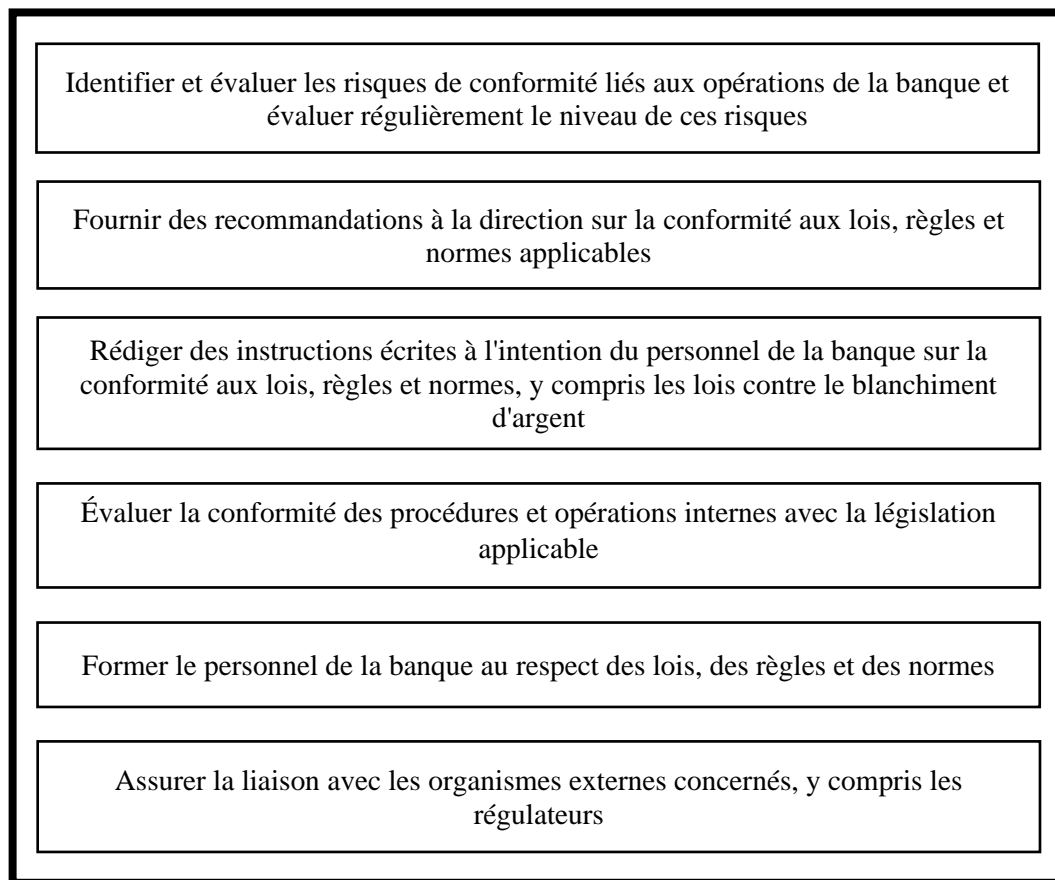 Identifier et évaluer les risques de conformité liés aux opérations de la banque et
évaluer régulièrement le niveau de ces risques
Fournir des recommandations à la direction sur la conformité aux lois, règles et
normes applicables
Rédiger des instructions écrites à l'intention du personnel de la banque sur la
conformité aux lois, règles et normes, y compris les lois contre le blanchiment
d'argent
Évaluer la conformité des procédures et opérations internes avec la législation
applicable
Former le personnel de la banque au respect des lois, des règles et des normes
Assurer la liaison avec les organismes externes concernés, y compris les
régulateurs